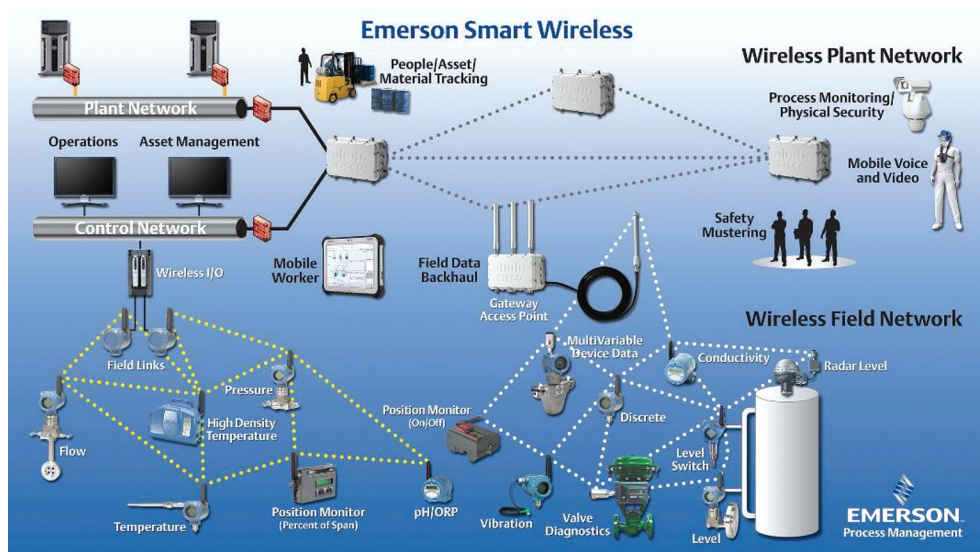 Emerson Smart Wireless
Wireless Plant Network
People/Asset/
Material Tracking
Process Monitoring/
Physical Security
Plant Network
Operations
Asset Management
Mobile Voice
and Video
Control Network
Safety
Mustering
Wireless I/O
Mobile
Worker
Field Data
Backhaul
Gateway
Access Point
Wireless Field Network
Field Links
MultiVariable
Device Data
Conductivity
Radar Level
Pressure
High Density
Temperature
Position Monitor
(On/Off)
Discrete
Flow
Level
Switch
Temperature
Position Monitor
(Percent of Span)
pH/ORP
Vibration
Valve
Diagnostics
Level
EMERSON
Process Management